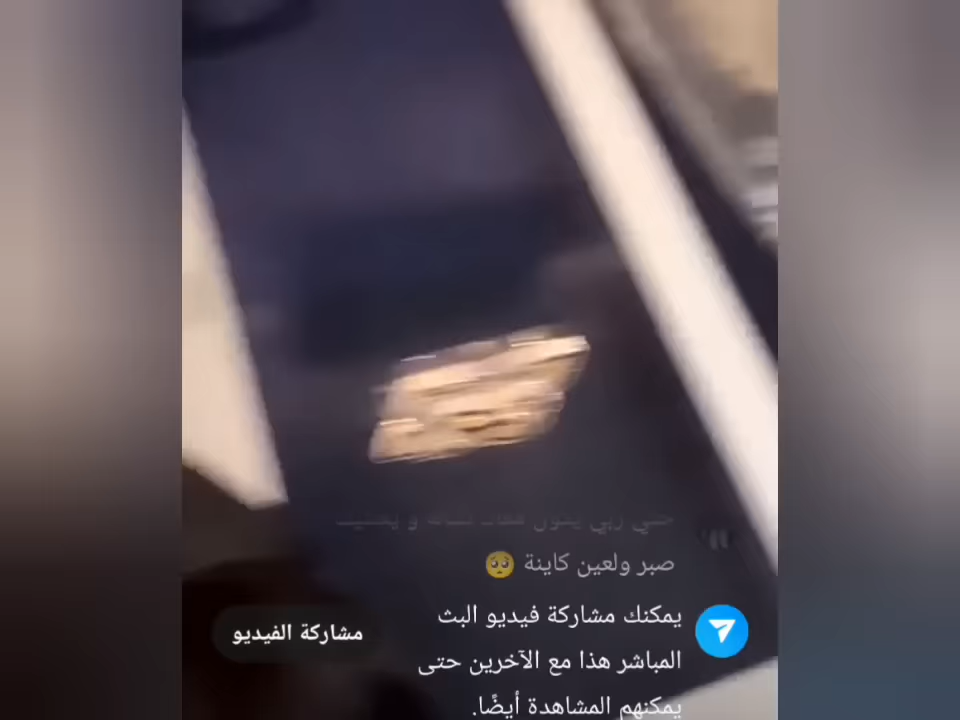 صبر ولعين كاينة 🥺
يمكنك مشاركة فيديو البث
المباشر هذا مع الآخرين حتى
يمكنهم المشاهدة أيضًا.
مشاركة الفيديو